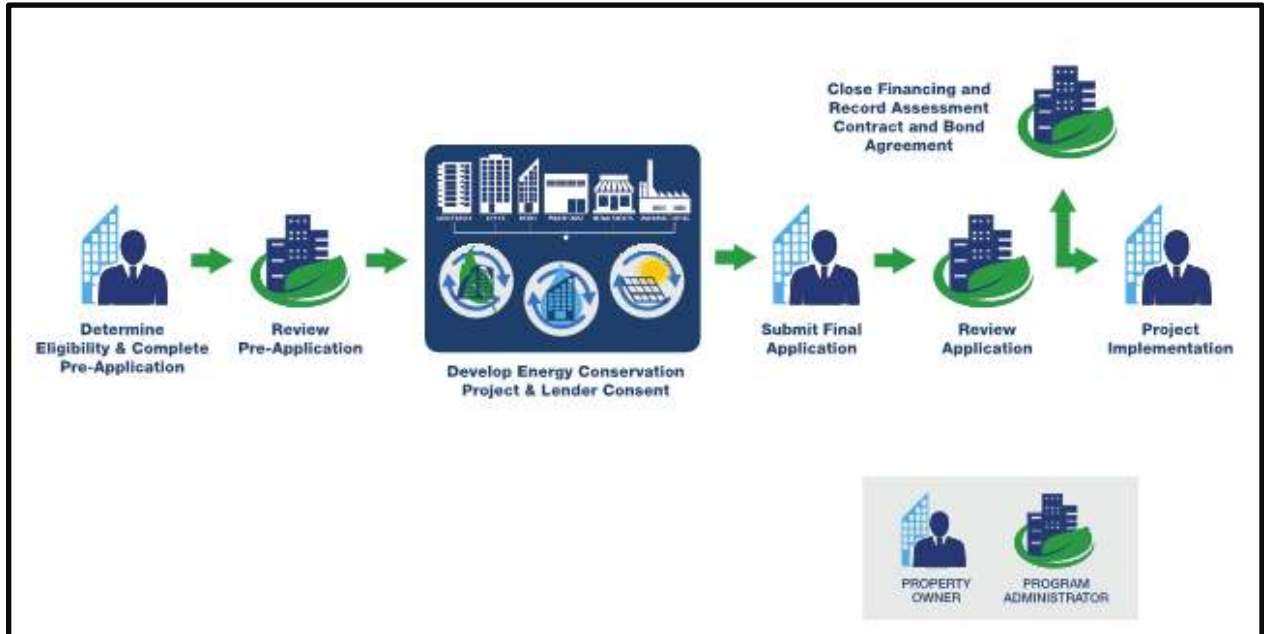 Close Financing and
Record Assessment
Contract and Bond
Agreement
Determine
Eligibility & Complete
Pre-Application
Review
Pre-Application
Develop Energy Conservation
Project & Lender Consent
Submit Final
Application
Review
Application
Project
Implementation
PROPERTY
OWNER
PROGRAM
ADMINISTRATOR